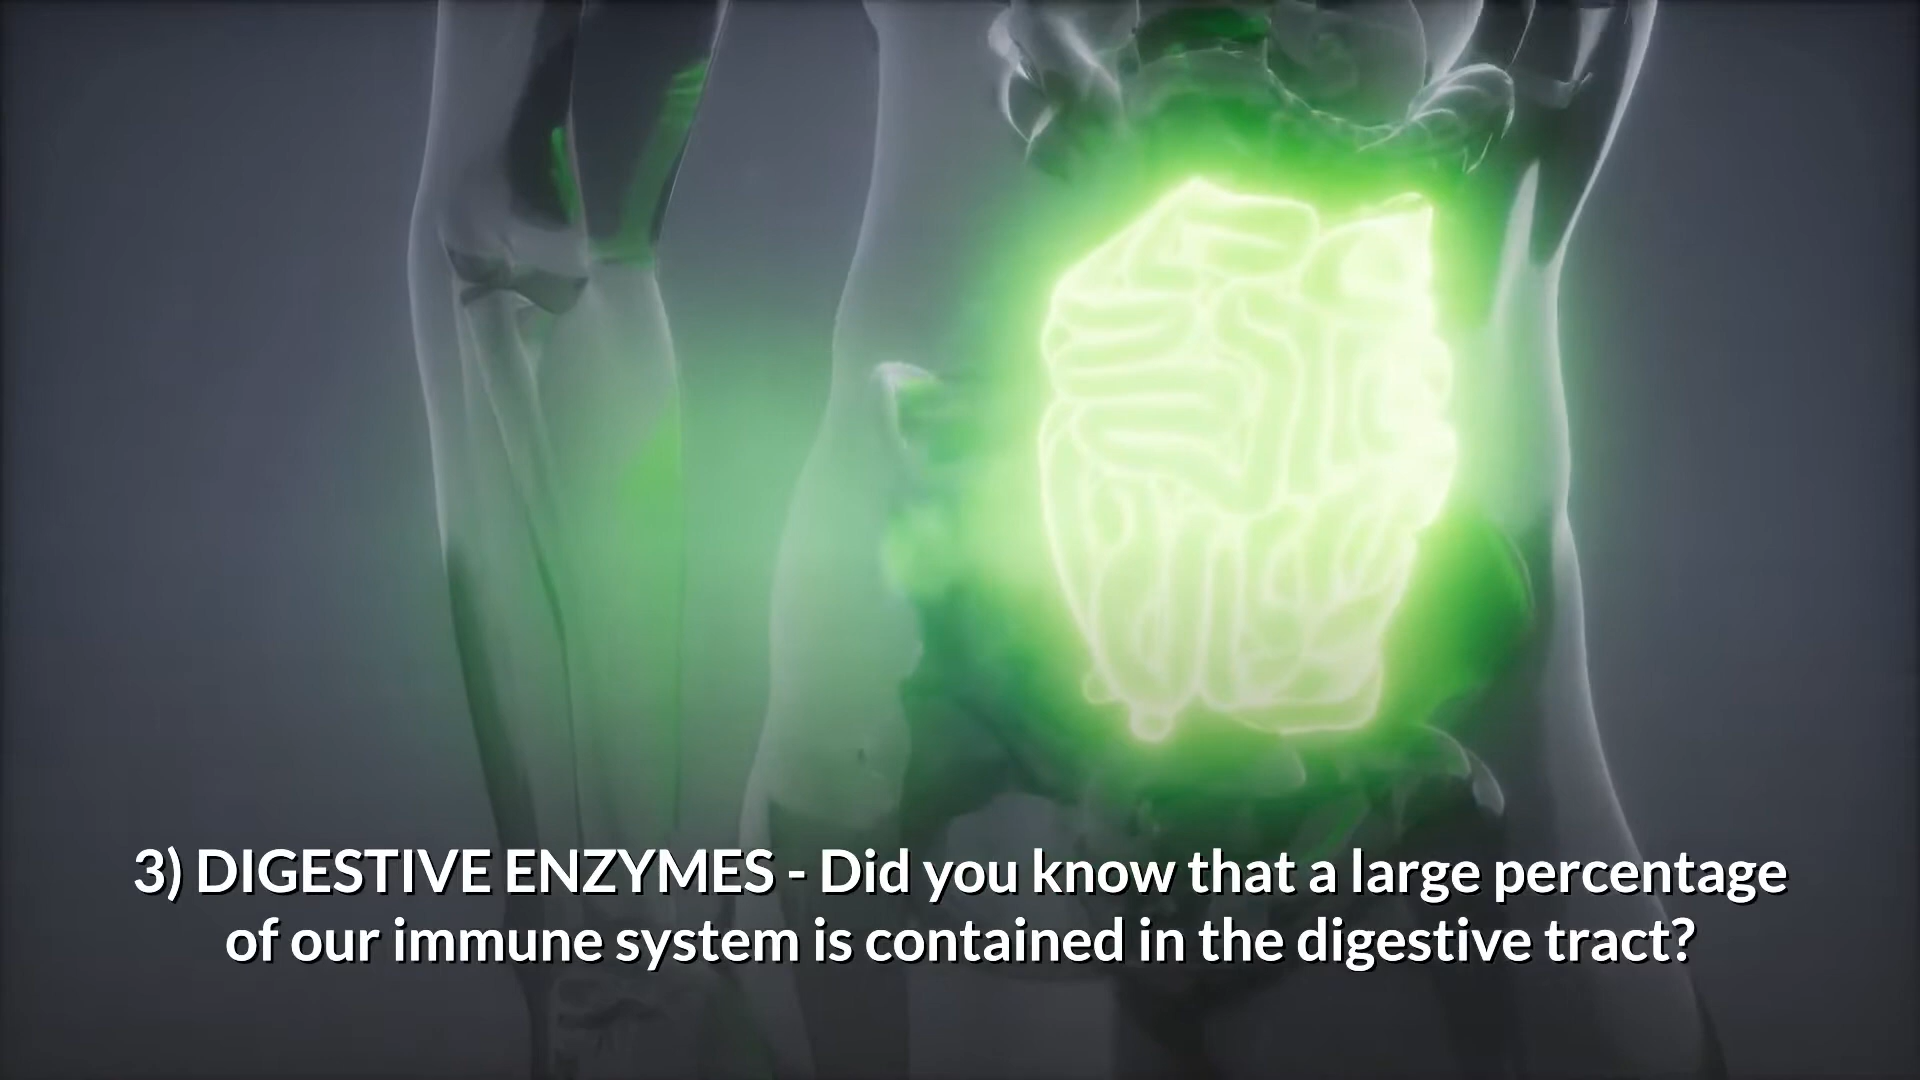 3) DIGESTIVE ENZYMES - Did you know that a large percentage
of our immune system is contained in the digestive tract?